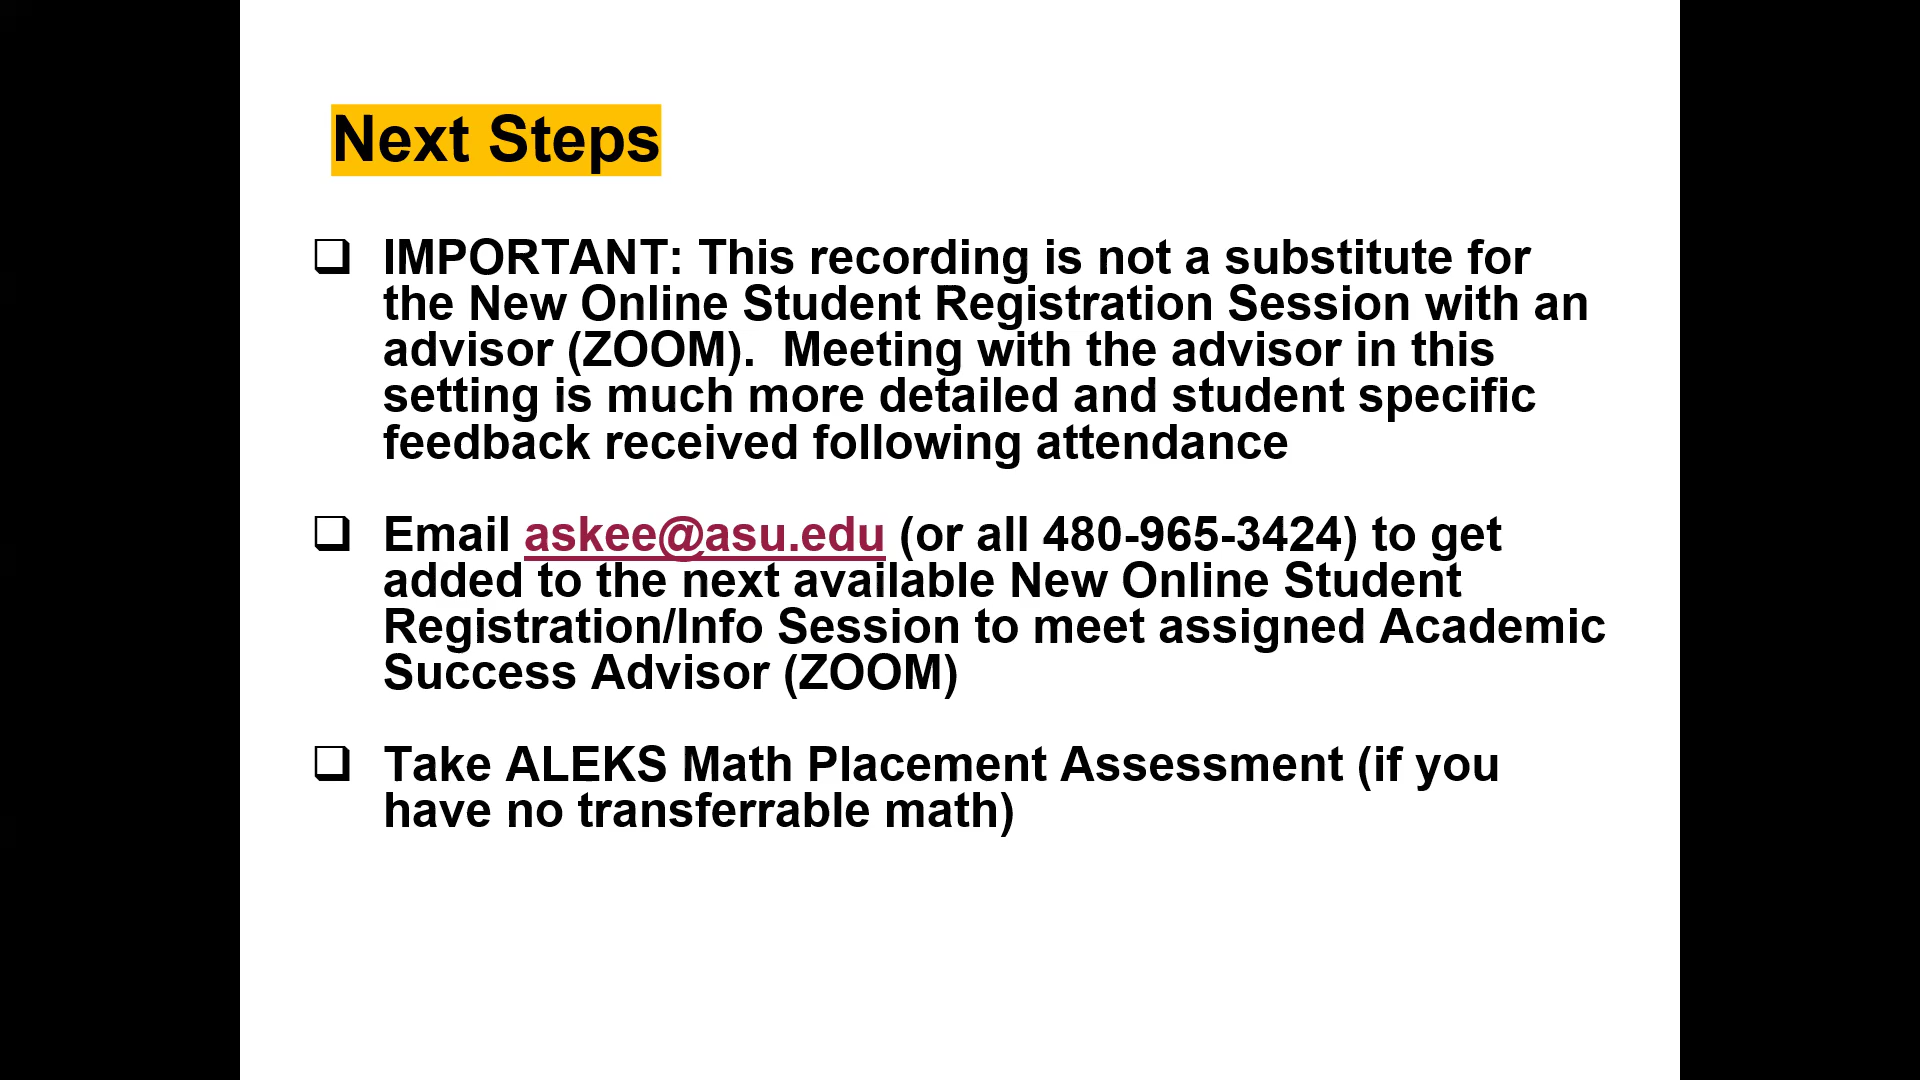 Next Steps
IMPORTANT: This recording is not a substitute for
the New Online Student Registration Session with an
advisor (ZOOM).  Meeting with the advisor in this
setting is much more detailed and student specific
feedback received following attendance
Email askee@asu.edu (or all 480-965-3424) to get
added to the next available New Online Student
Registration/Info Session to meet assigned Academic
Success Advisor (ZOOM)
Take ALEKS Math Placement Assessment (if you
have no transferrable math)